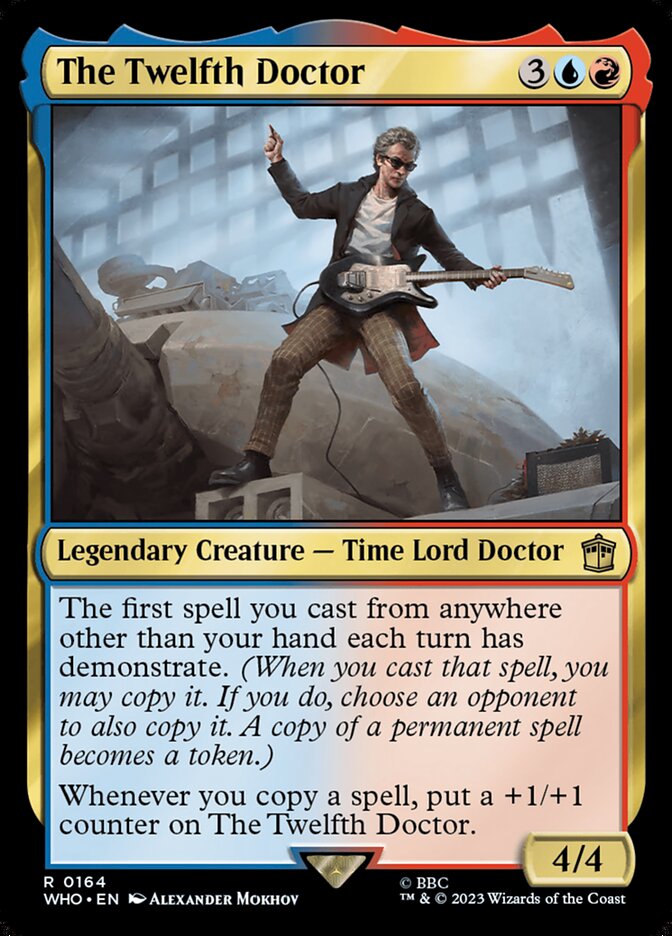 The Twelfth Doctor 3
Legendary Creature — Time Lord Doctor
The first spell you cast from anywhere
other than your hand each turn has
demonstrate. (When you cast that spell, you
may copy it. If you do, choose an opponent
to also copy it. A copy of a permanent spell
becomes a token.)
Whenever you copy a spell, put a +1/+1
counter on The Twelfth Doctor.
4/4
R 0164
WHO • EN Alexander Mokhov
© BBC
™ & © 2023 Wizards of the Coast